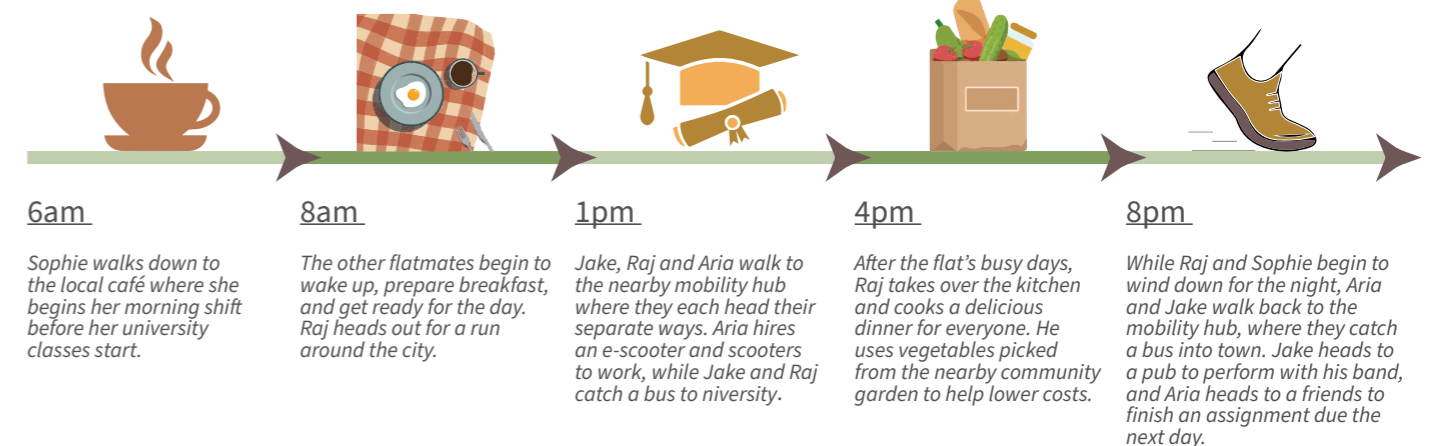 6am
Sophie walks down to
the local café where she
begins her morning shift
before her university
classes start.
8am
The other flatmates begin to
wake up, prepare breakfast,
and get ready for the day.
Raj heads out for a run
around the city.
1pm
Jake, Raj and Aria walk to
the nearby mobility hub
where they each head their
separate ways. Aria hires
an e-scooter and scooters
to work, while Jake and Raj
catch a bus to niversity.
4pm
After the flat’s busy days,
Raj takes over the kitchen
and cooks a delicious
dinner for everyone. He
uses vegetables picked
from the nearby community
garden to help lower costs.
8pm
While Raj and Sophie begin to
wind down for the night, Aria
and Jake walk back to the
mobility hub, where they catch
a bus into town. Jake heads to
a pub to perform with his band,
and Aria heads to a friends to
finish an assignment due the
next day.